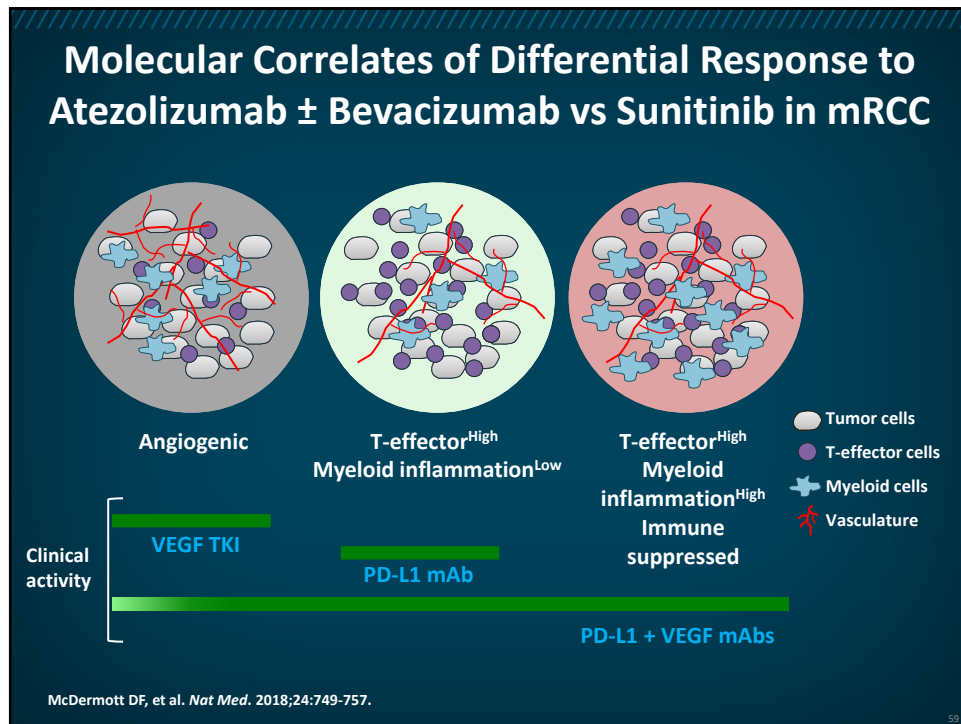 Molecular Correlates of Differential Response to
Atezolizumab ± Bevacizumab vs Sunitinib in mRCC
Angiogenic
T-effectorHigh
Myeloid inflammationLow
T-effectorHigh
Myeloid
inflammationHigh
Immune
suppressed
Tumor cells
T-effector cells
Myeloid cells
Vasculature
Clinical
activity
VEGF TKI
PD-L1 mAb
PD-L1 + VEGF mAbs
McDermott DF, et al. Nat Med. 2018;24:749-757.
59